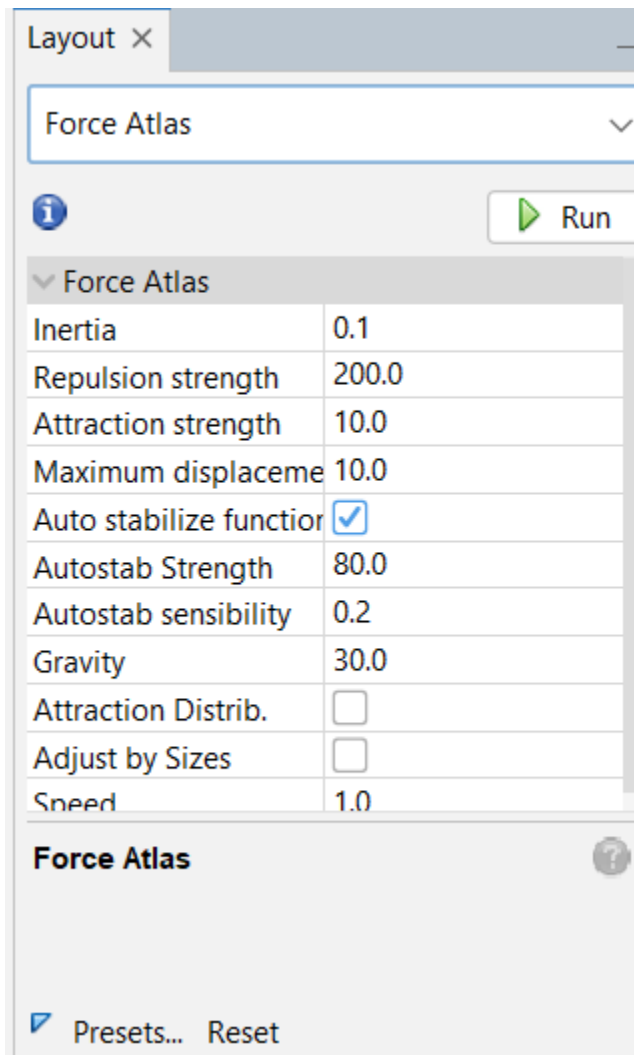 Layout
Force Atlas
Run
Force Atlas
Inertia 0.1
Repulsion strength 200.0
Attraction strength 10.0
Maximum displaceme 10.0
Auto stabilize function
Autostab Strength 80.0
Autostab sensibility 0.2
Gravity 30.0
Attraction Distrib.
Adjust by Sizes
Speed 1.0
Force Atlas
Presets... Reset